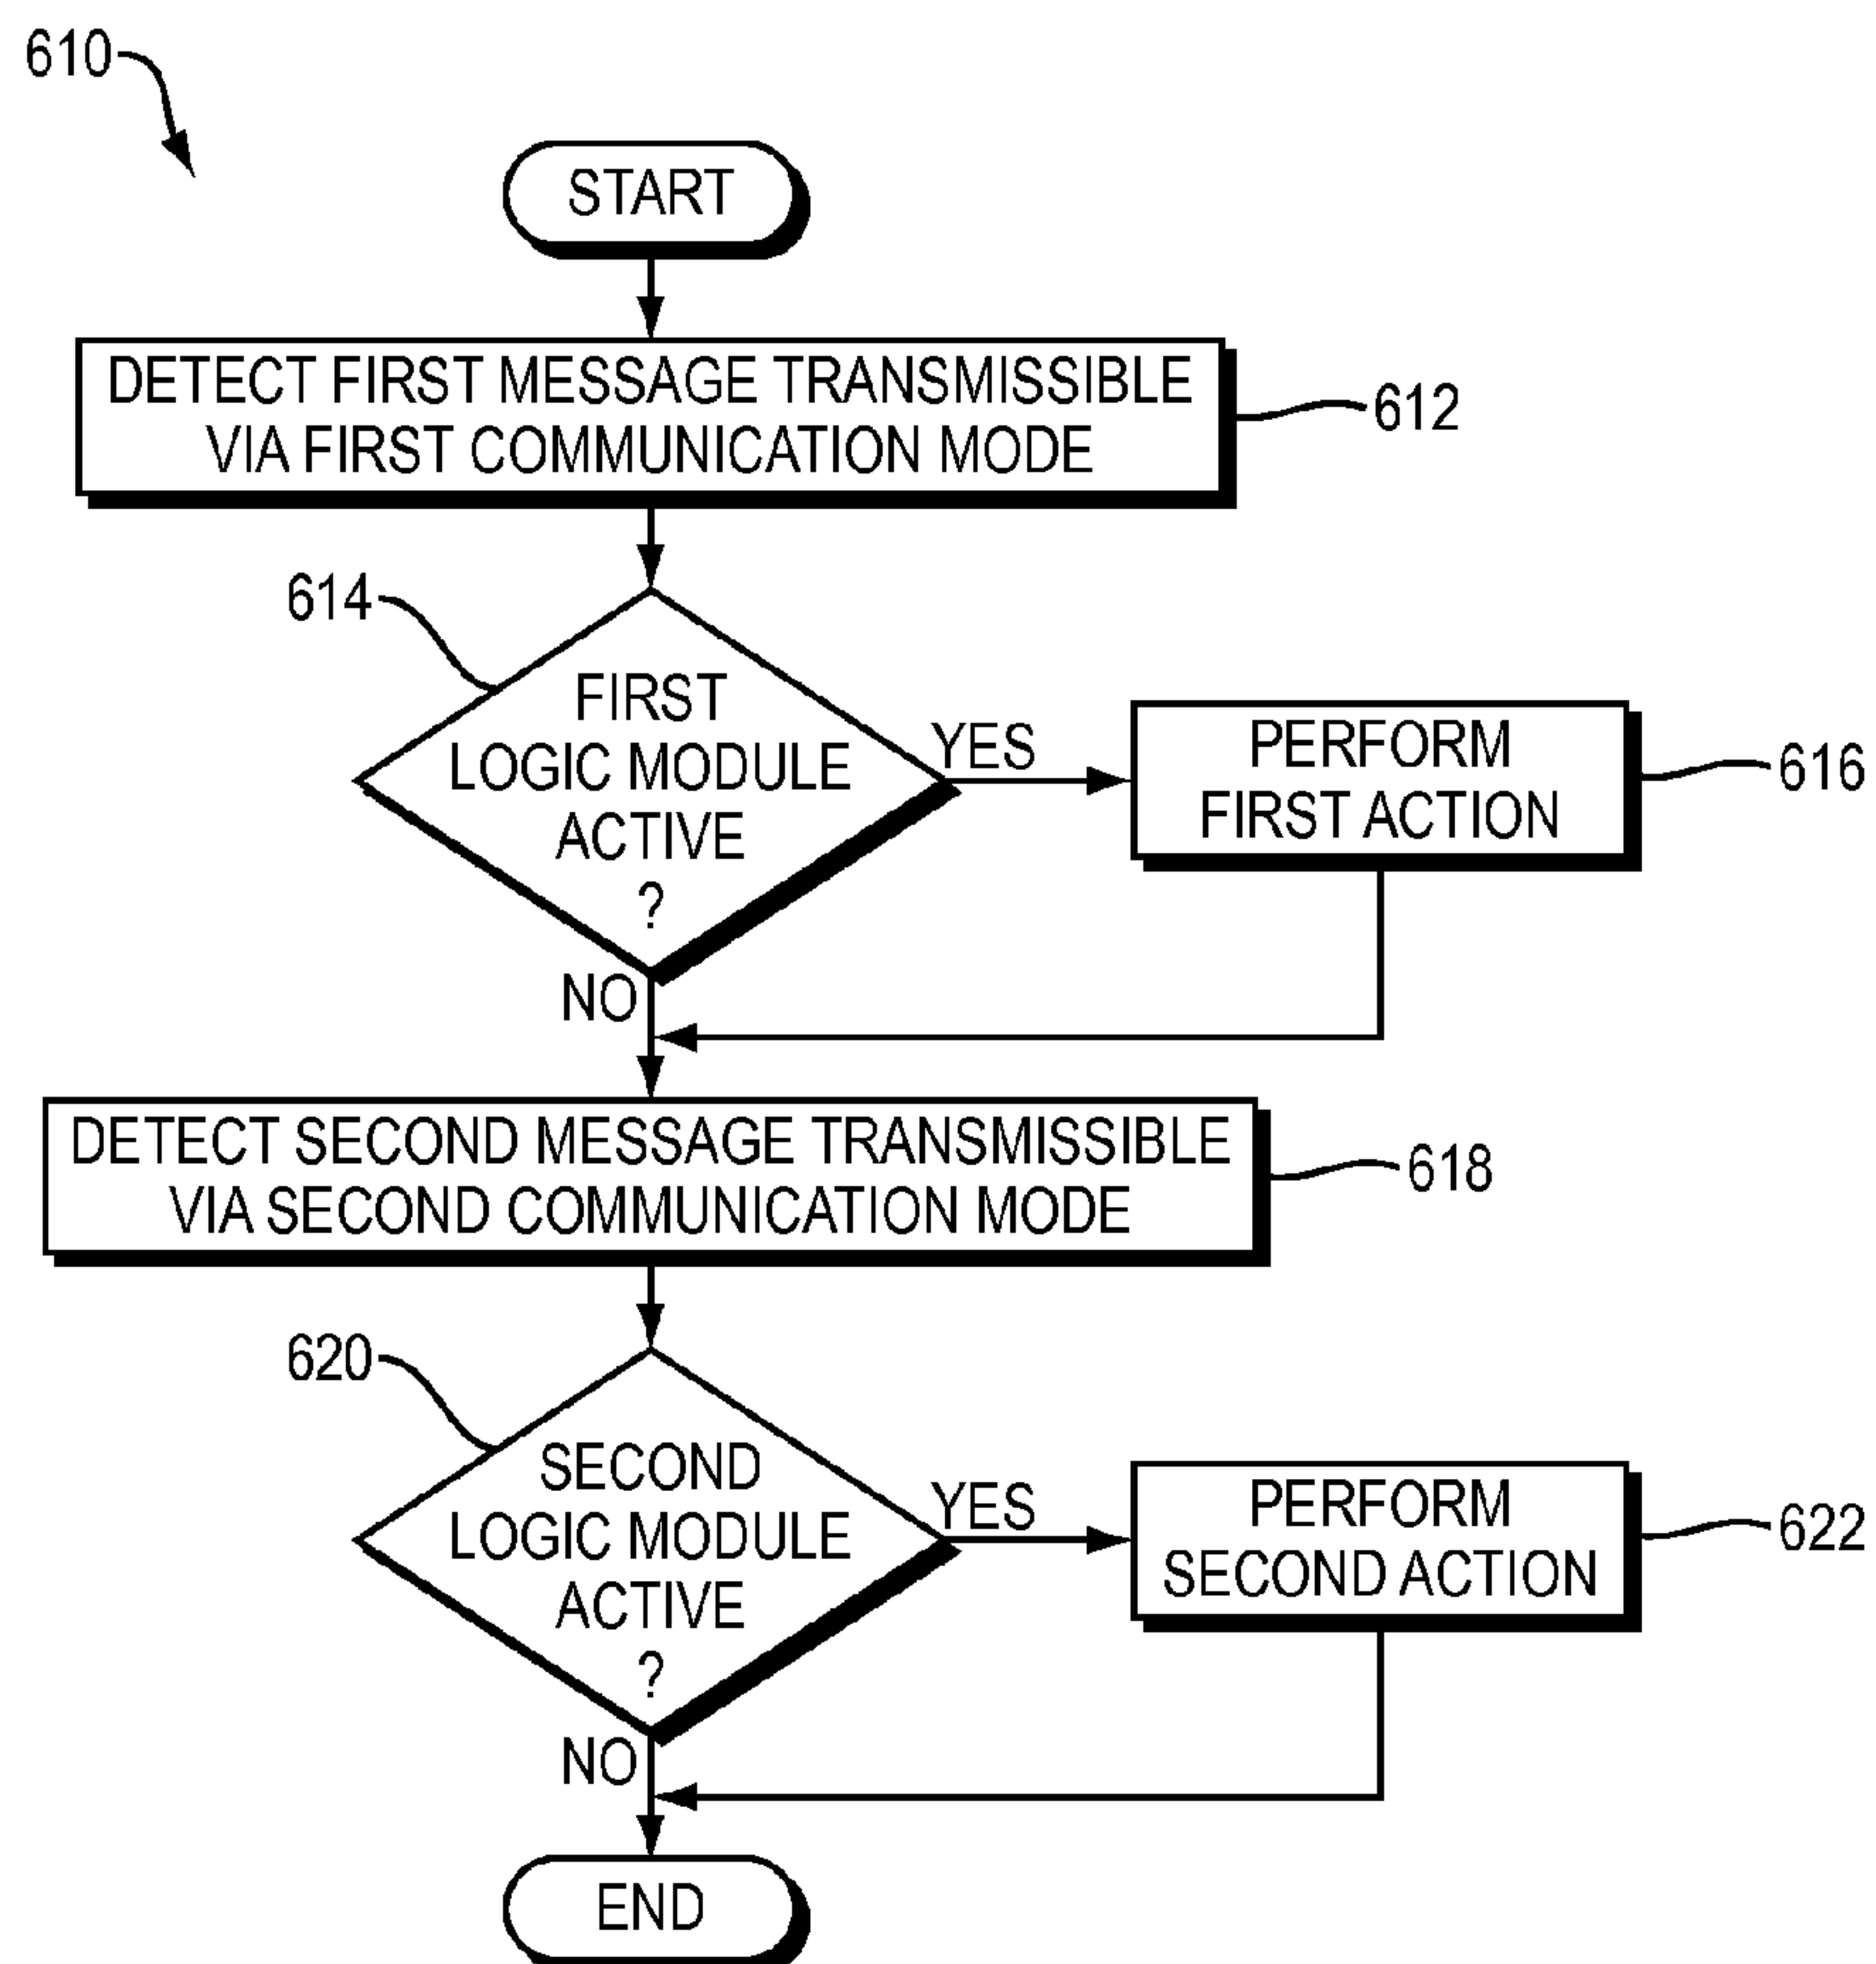 610
START
DETECT FIRST MESSAGE TRANSMISSIBLE
VIA FIRST COMMUNICATION MODE
612
614
FIRST
LOGIC MODULE
ACTIVE
?
YES
PERFORM
FIRST ACTION
616
NO
DETECT SECOND MESSAGE TRANSMISSIBLE
VIA SECOND COMMUNICATION MODE
618
620
SECOND
LOGIC MODULE
ACTIVE
?
YES
PERFORM
SECOND ACTION
622
NO
END